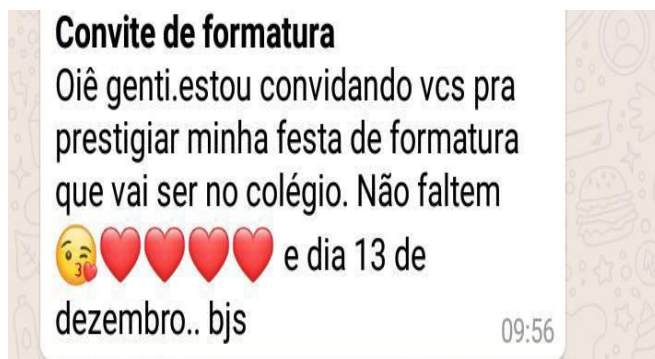 Convite de formatura
Oiê genti.estou convidando vcs pra
prestigiar minha festa de formatura
que vai ser no colégio. Não faltem
😘❤️❤️❤️❤️ e dia 13 de
dezembro.. bjs
09:56